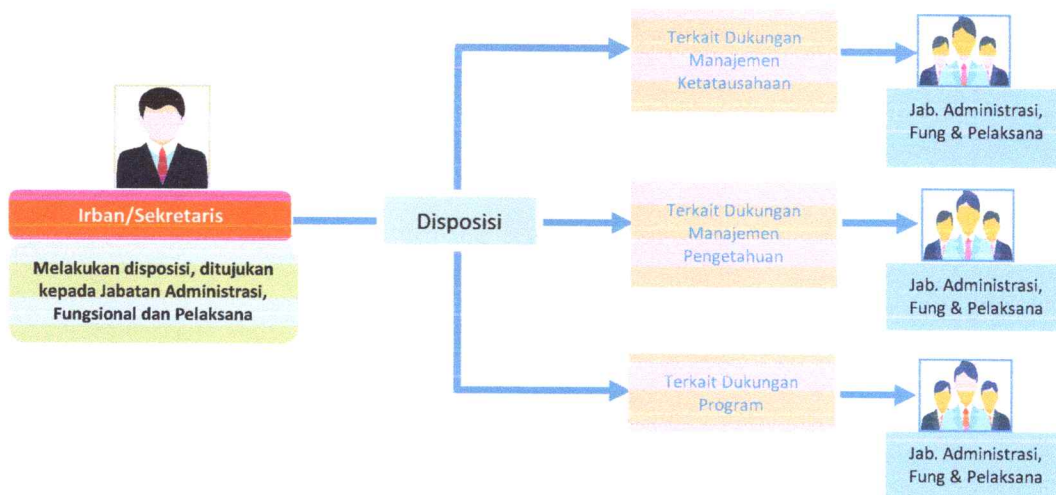 Irban/Sekretaris
Melakukan disposisi, ditujukan
kepada Jabatan Administrasi,
Fungsional dan Pelaksana
Disposisi
Terkait Dukungan
Manajemen
Ketatausahaan
Jab. Administrasi,
Fung & Pelaksana
Terkait Dukungan
Manajemen
Pengetahuan
Jab. Administrasi,
Fung & Pelaksana
Terkait Dukungan
Program
Jab. Administrasi,
Fung & Pelaksana